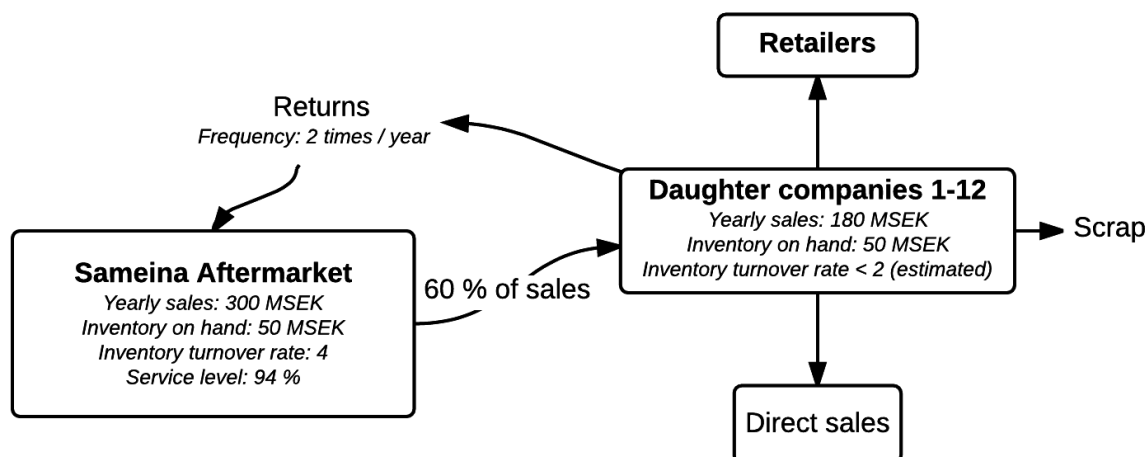 Retailers
Returns
Frequency: 2 times / year
Daughter companies 1-12
Yearly sales: 180 MSEK
Inventory on hand: 50 MSEK
Inventory turnover rate < 2 (estimated)
Scrap
Sameina Aftermarket
Yearly sales: 300 MSEK
Inventory on hand: 50 MSEK
Inventory turnover rate: 4
Service level: 94 %
60 % of sales
Direct sales